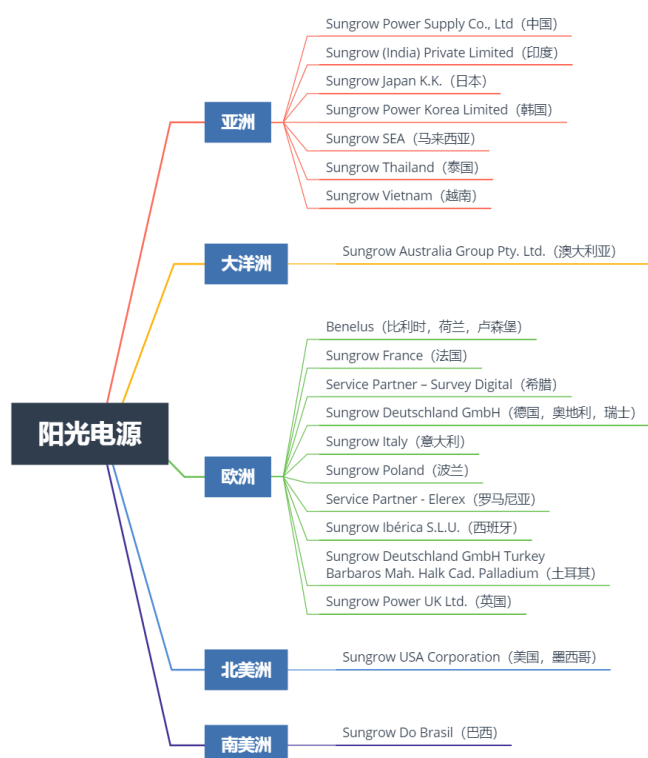 阳光电源
亚洲
Sungrow Power Supply Co., Ltd（中国）
Sungrow (India) Private Limited（印度）
Sungrow Japan K.K.（日本）
Sungrow Power Korea Limited（韩国）
Sungrow SEA（马来西亚）
Sungrow Thailand（泰国）
Sungrow Vietnam（越南）
大洋洲
Sungrow Australia Group Pty. Ltd.（澳大利亚）
欧洲
Benelus（比利时，荷兰，卢森堡）
Sungrow France（法国）
Service Partner – Survey Digital（希腊）
Sungrow Deutschland GmbH（德国，奥地利，瑞士）
Sungrow Italy（意大利）
Sungrow Poland（波兰）
Service Partner - Elerex（罗马尼亚）
Sungrow Ibérica S.L.U.（西班牙）
Sungrow Deutschland GmbH Turkey
Barbaros Mah. Halk Cad. Palladium（土耳其）
Sungrow Power UK Ltd.（英国）
北美洲
Sungrow USA Corporation（美国，墨西哥）
南美洲
Sungrow Do Brasil（巴西）